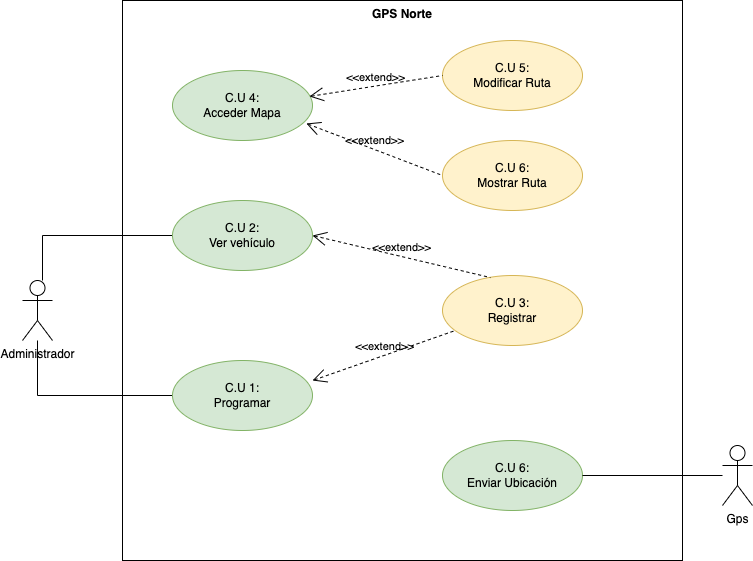 GPS Norte
C.U 5:
Modificar Ruta
<<extend>>
C.U 4:
Acceder Mapa
<<extend>>
C.U 6:
Mostrar Ruta
C.U 2:
Ver vehículo
<<extend>>
C.U 3:
Registrar
Administrador
<<extend>>
C.U 1:
Programar
C.U 6:
Enviar Ubicación
Gps